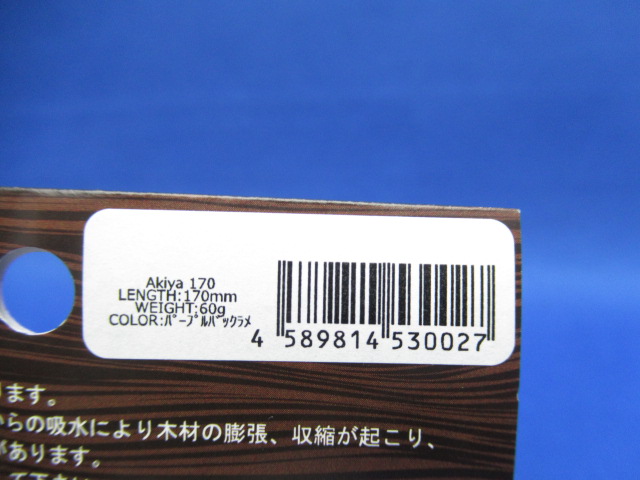 Akiya 170
LENGTH:170mm
WEIGHT:60g
COLOR:ﾊﾟｰﾌﾟﾙﾊﾞｯｸﾗﾒ
4 589814 530027
ります。
からの吸水により木材の膨張、収縮が起こり、
があります。